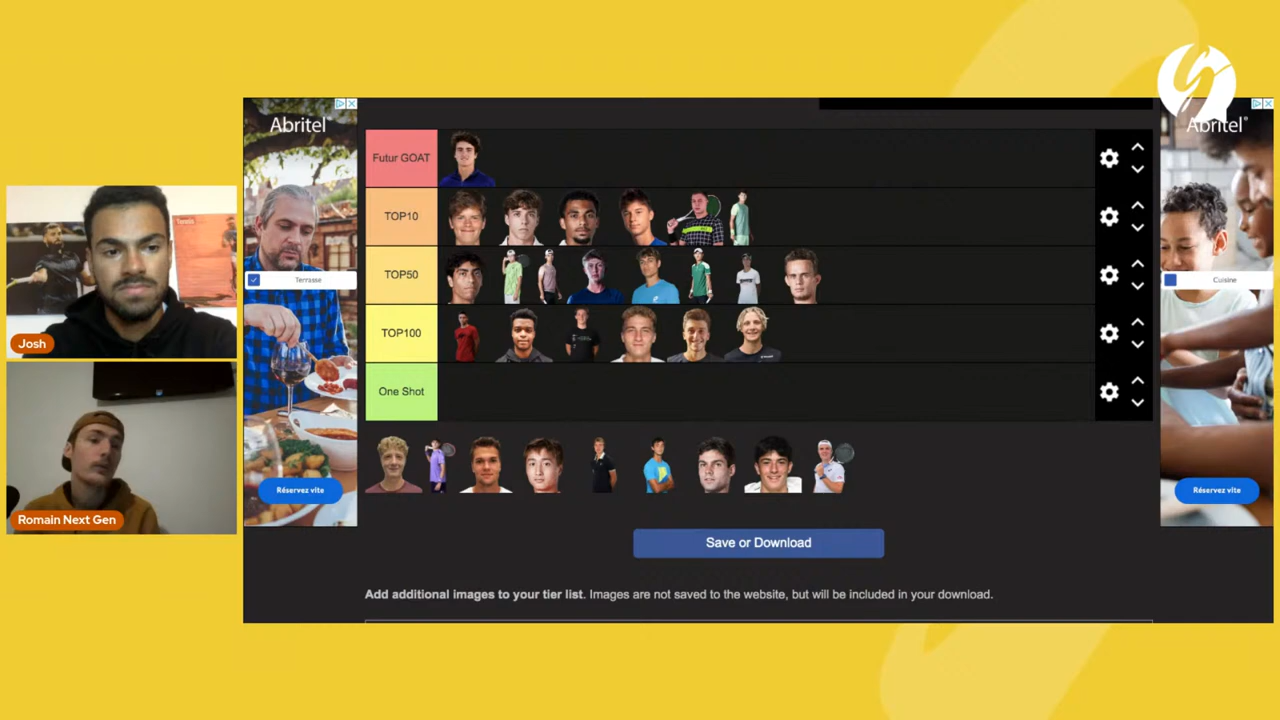 Abritel
Abritel
Futur GOAT
TOP10
TOP50
Terrasse
Cuisine
TOP100
Josh
One Shot
Réservez vite
Réservez vite
Romain Next Gen
Save or Download
Add additional images to your tier list. Images are not saved to the website, but will be included in your download.